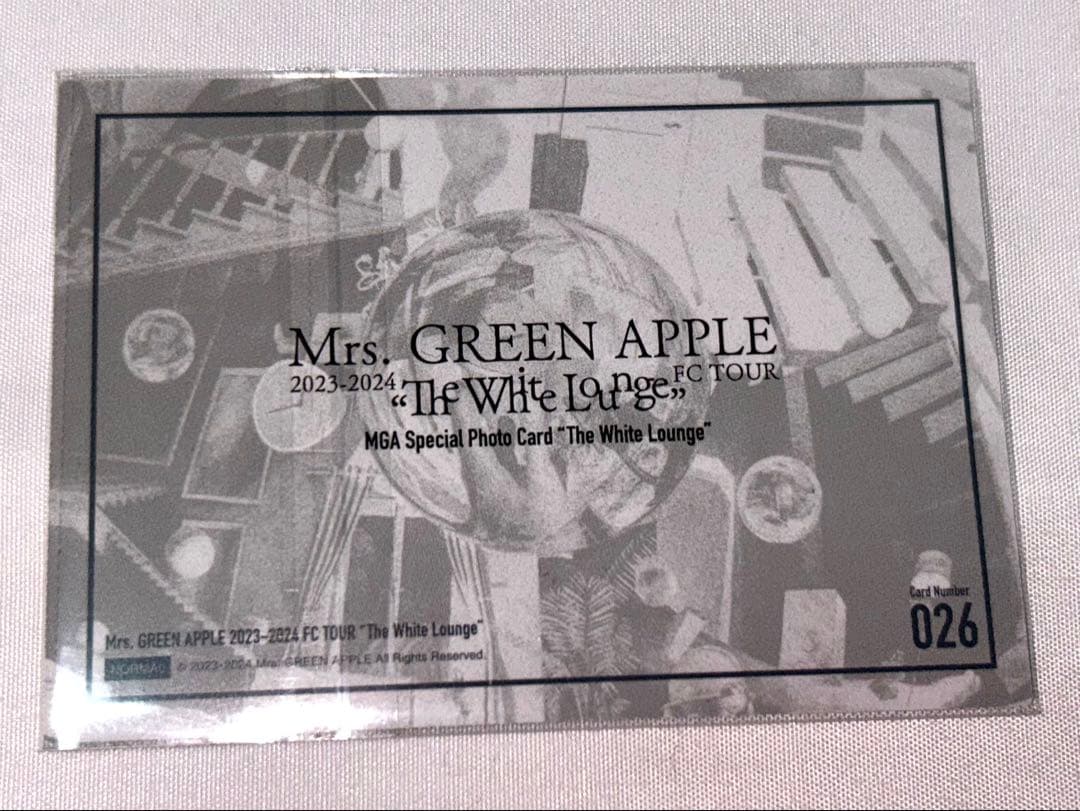 Mrs. GREEN APPLE
2023-2024 “The White Lounge” FC TOUR
MGA Special Photo Card “The White Lounge”
Card Number
026
Mrs. GREEN APPLE 2023–2024 FC TOUR “The White Lounge”
NORMAL © 2023-2024 Mrs. GREEN APPLE All Rights Reserved.